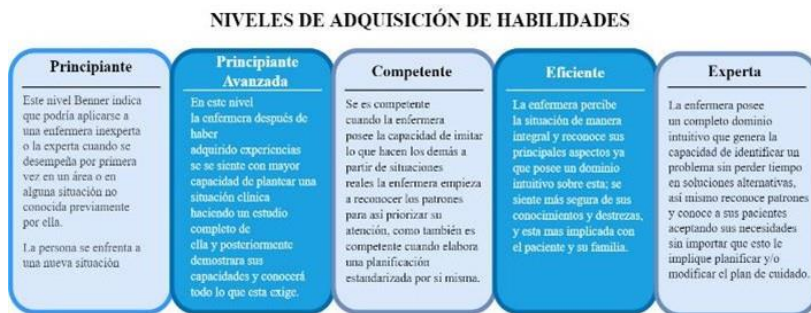 NIVELES DE ADQUISICIÓN DE HABILIDADES
Principiante
Este nivel Benner indica
que podría aplicarse a
una enfermera inexperta
o la experta cuando se
desempeña por primera
vez en un área o en
alguna situación no
conocida previamente
por ella.
La persona se enfrenta a
una nueva situación
Principiante
Avanzada
En este nivel
la enfermera después de
haber
adquirido experiencias
se se siente con mayor
capacidad de plantear una
situación clínica
haciendo un estudio
completo de
ella y posteriormente
demostrara sus
capacidades y conocerá
todo lo que esta exige.
Competente
Se es competente
cuando la enfermera
posee la capacidad de imitar
lo que hacen los demás a
partir de situaciones
reales la enfermera empieza
a reconocer los patrones
para así priorizar su
atención, como también es
competente cuando elabora
una planificación
estandarizada por si misma.
Eficiente
La enfermera percibe
la situación de manera
integral y reconoce sus
principales aspectos ya
que posee un dominio
intuitivo sobre esta; se
siente más segura de sus
conocimientos y destrezas,
y esta mas implicada con
el paciente y su familia.
Experta
La enfermera posee
un completo dominio
intuitivo que genera la
capacidad de identificar un
problema sin perder tiempo
en soluciones alternativas,
así mismo reconoce patrones
y conoce a sus pacientes
aceptando sus necesidades
sin importar que esto le
implique planificar y/o
modificar el plan de cuidado.